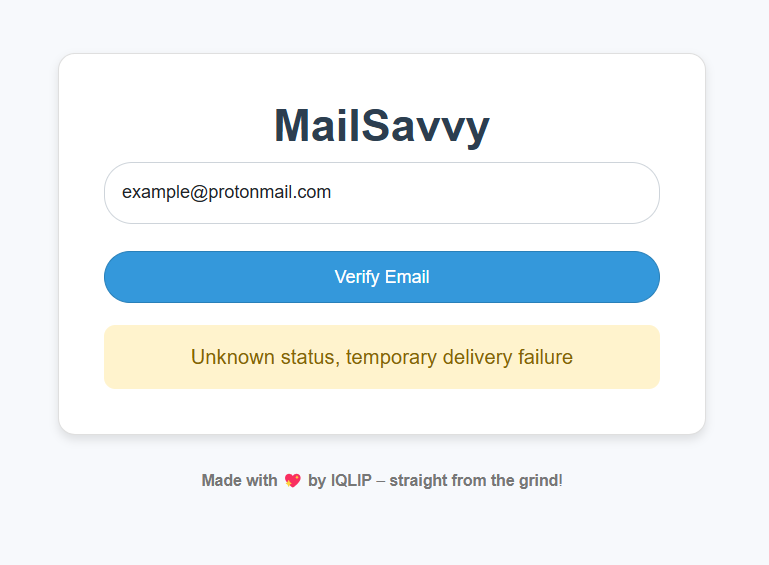 MailSavvy
example@protonmail.com
Verify Email
Unknown status, temporary delivery failure
Made with 💖 by IQLIP – straight from the grind!